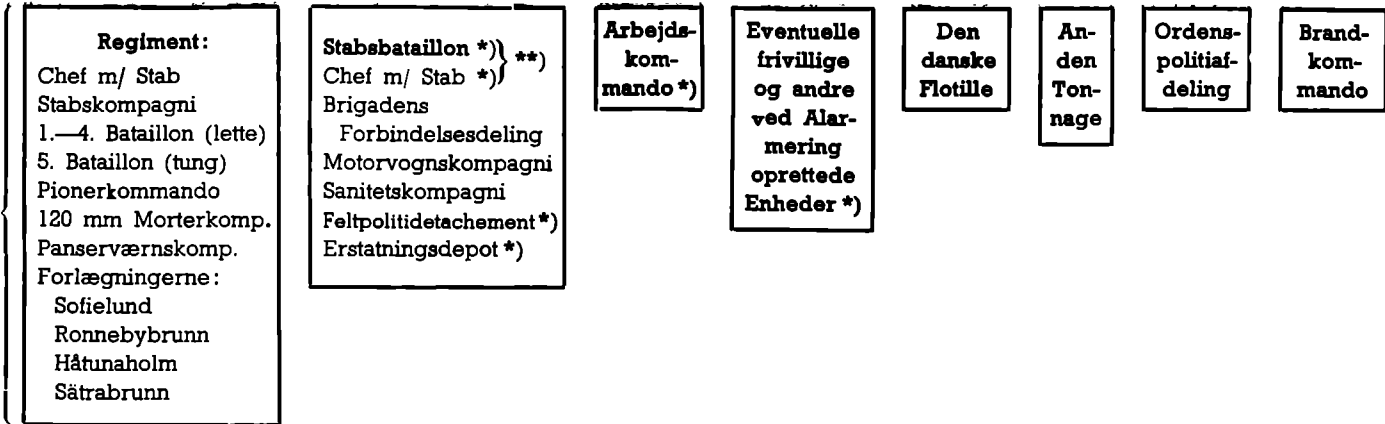 Regiment:
Chef m/ Stab
Stabskompagni
1.—4. Bataillon (lette)
5. Bataillon (tung)
Pionerkommando
120 mm Morterkomp.
Panserværnskomp.
Forlægningerne:
Sofielund
Ronnebybrunn
Håtunaholm
Sätrabrunn
Stabsbataillon *)} **)
Chef m/ Stab *)
Brigadens
Forbindelsesdeling
Motorvognskompagni
Sanitetskompagni
Feltpolitidetachement *)
Erstatningsdepot *)
Arbejds-
kom-
mando *)
Eventuelle
frivillige
og andre
ved Alar-
mering
oprettede
Enheder *)
Den
danske
Flotille
An-
den
Ton-
nage
Ordens-
politiaf-
deling
Brand-
kom-
mando